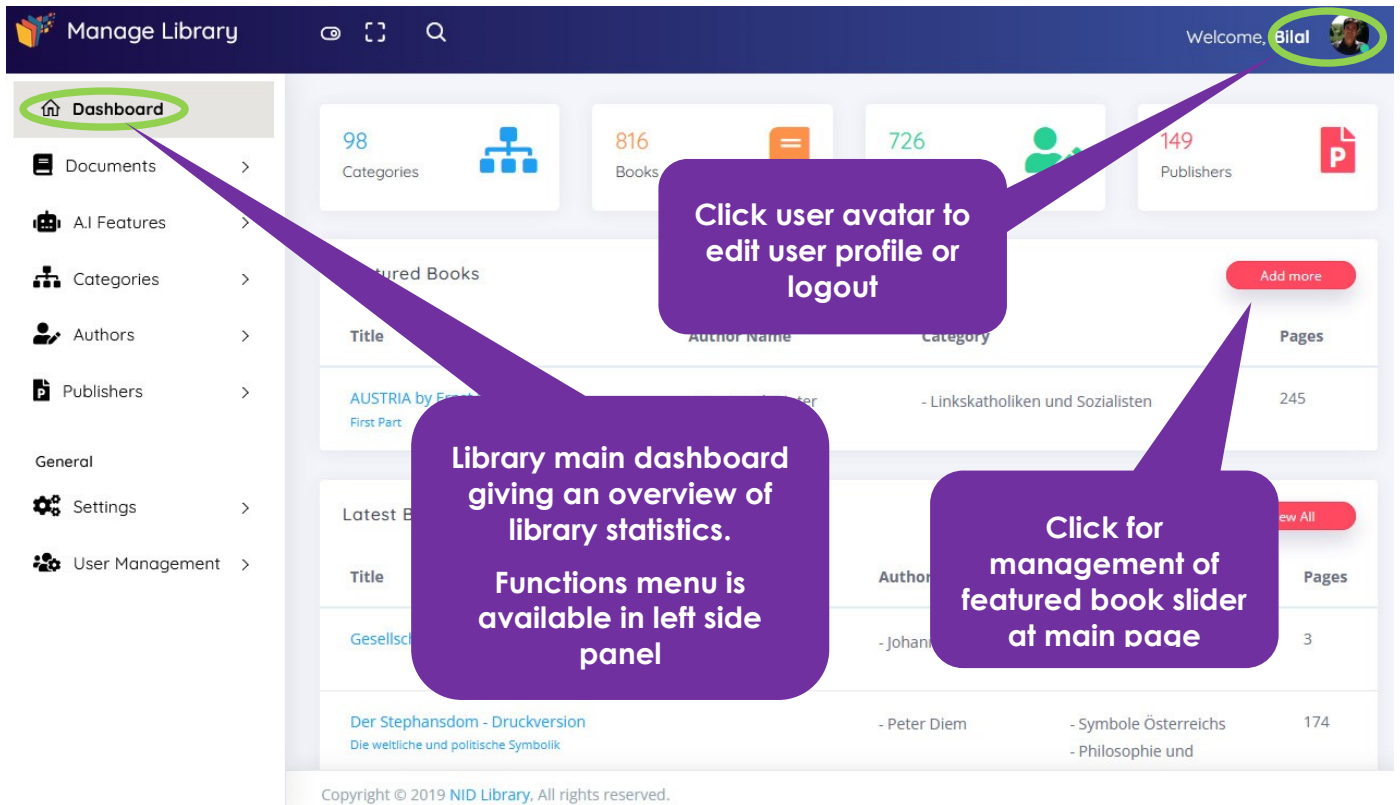 Manage Library
Welcome, Bilal
Dashboard
Documents
A.I Features
Categories
Authors
Publishers
General
Settings
User Management
98
Categories
816
Books
726
149
Publishers
P
Click user avatar to
edit user profile or
logout
Books
Add more
Title
Author Name
Category
Pages
AUSTRIA by
First Part
- Linkskatholiken und Sozialisten
245
Library main dashboard
giving an overview of
library statistics.
Functions menu is
available in left side
panel
Click for
management of
featured book slider
at main page
Latest
All
Title
Pages
3
Der Stephansdom - Druckversion
Die weltliche und politische Symbolik
- Peter Diem
- Symbole Österreichs
- Philosophie und
174
Copyright © 2019 NID Library, All rights reserved.